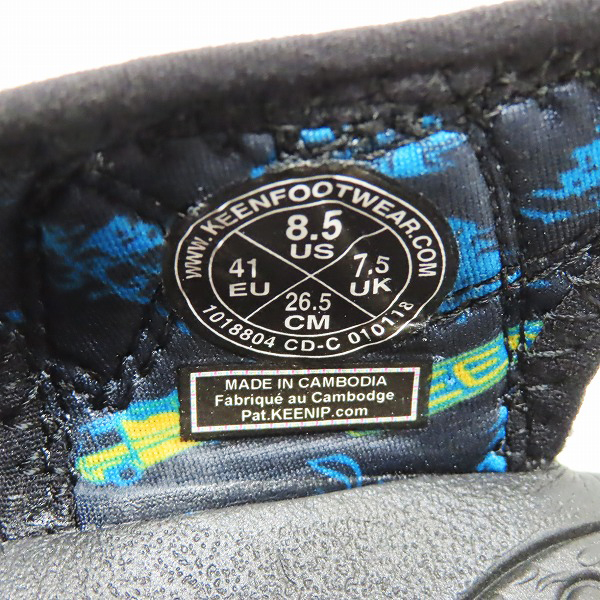 WWW.KEENFOOTWEAR.COM
8.5
US
41
EU
7.5
UK
26.5
CM
1018804 CD-C 010118
MADE IN CAMBODIA
Fabriqué au Cambodge
Pat.KEENIP.com